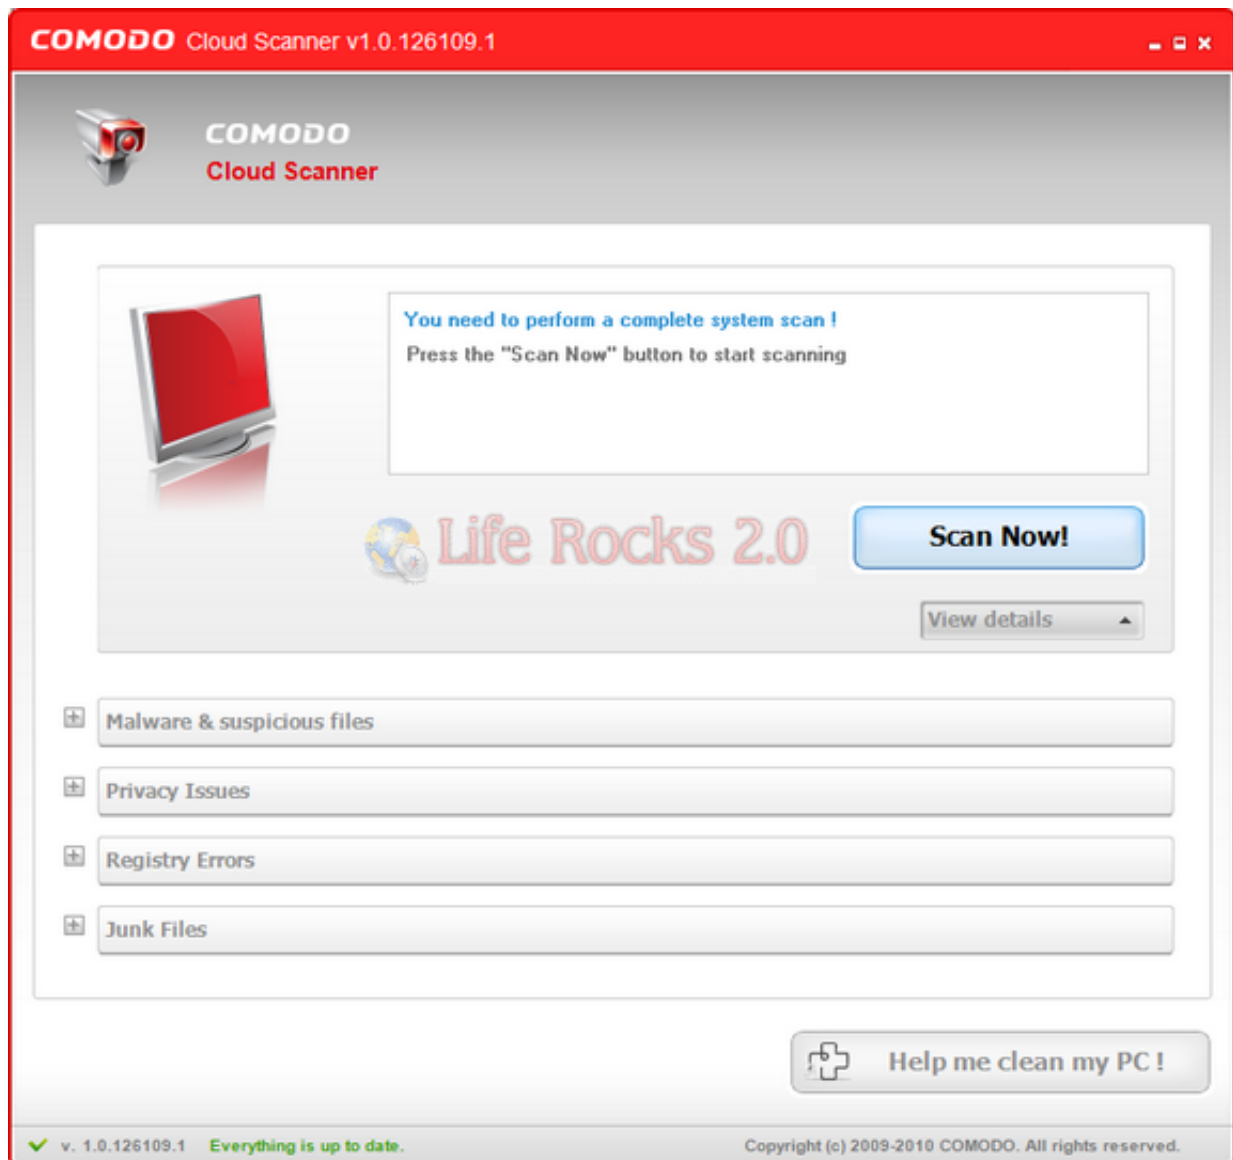 COMODO Cloud Scanner v1.0.126109.1
COMODO
Cloud Scanner
You need to perform a complete system scan !
Press the "Scan Now" button to start scanning
Life Rocks 2.0
Scan Now!
View details
Malware & suspicious files
Privacy Issues
Registry Errors
Junk Files
Help me clean my PC !
v. 1.0.126109.1 Everything is up to date.
Copyright (c) 2009-2010 COMODO. All rights reserved.